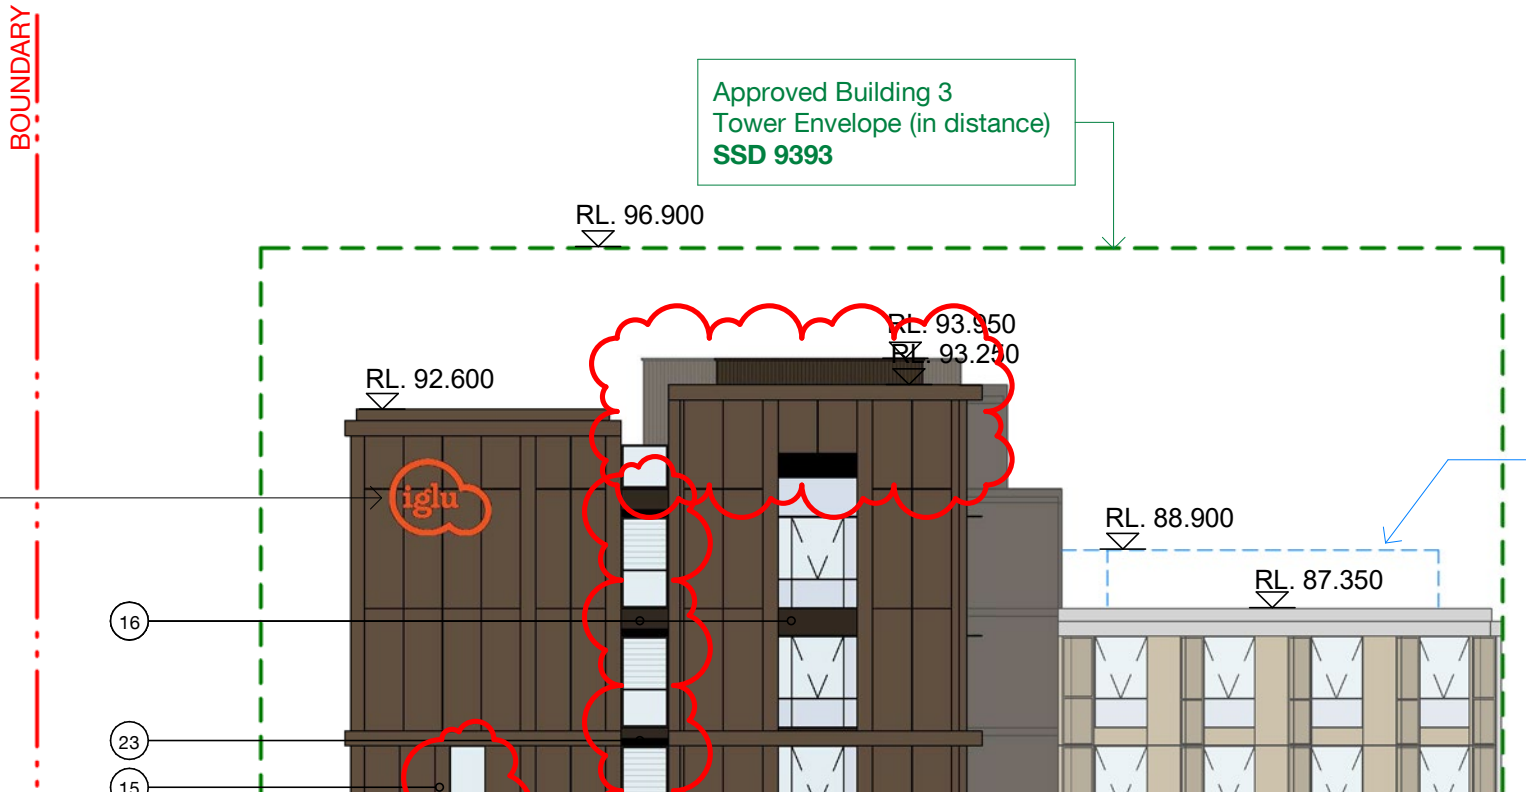 BOUNDARY
Approved Building 3
Tower Envelope (in distance)
SSD 9393
RL. 96.900
RL. 93.950
RL. 93.250
RL. 92.600
iglu
RL. 88.900
RL. 87.350
16
23
15